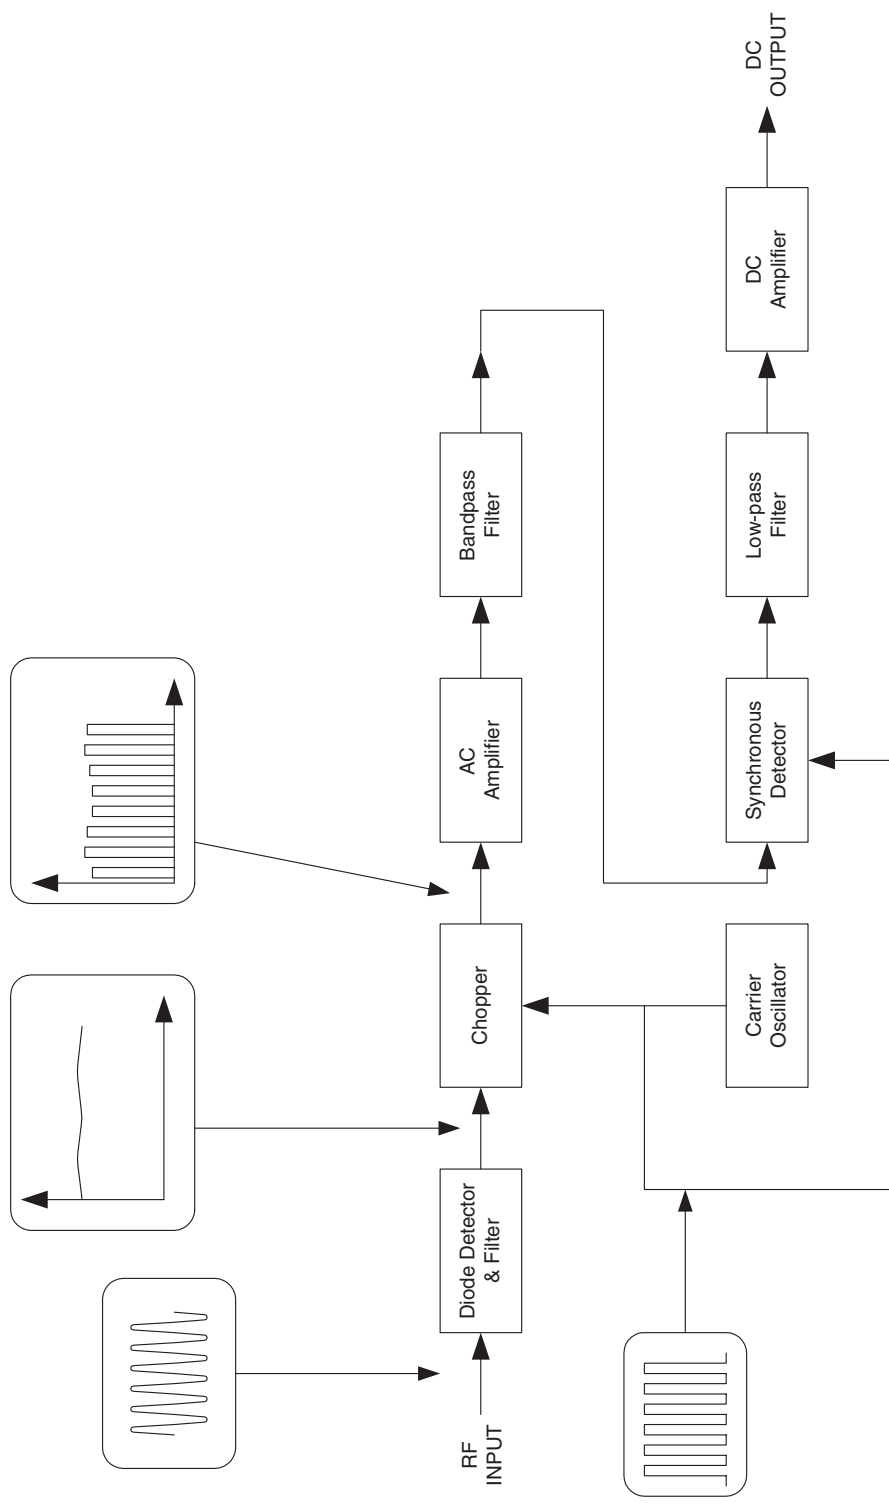 RF
INPUT
Diode Detector
& Filter
Chopper
AC
Amplifier
Bandpass
Filter
Carrier
Oscillator
Synchronous
Detector
Low-pass
Filter
DC
Amplifier
DC
OUTPUT